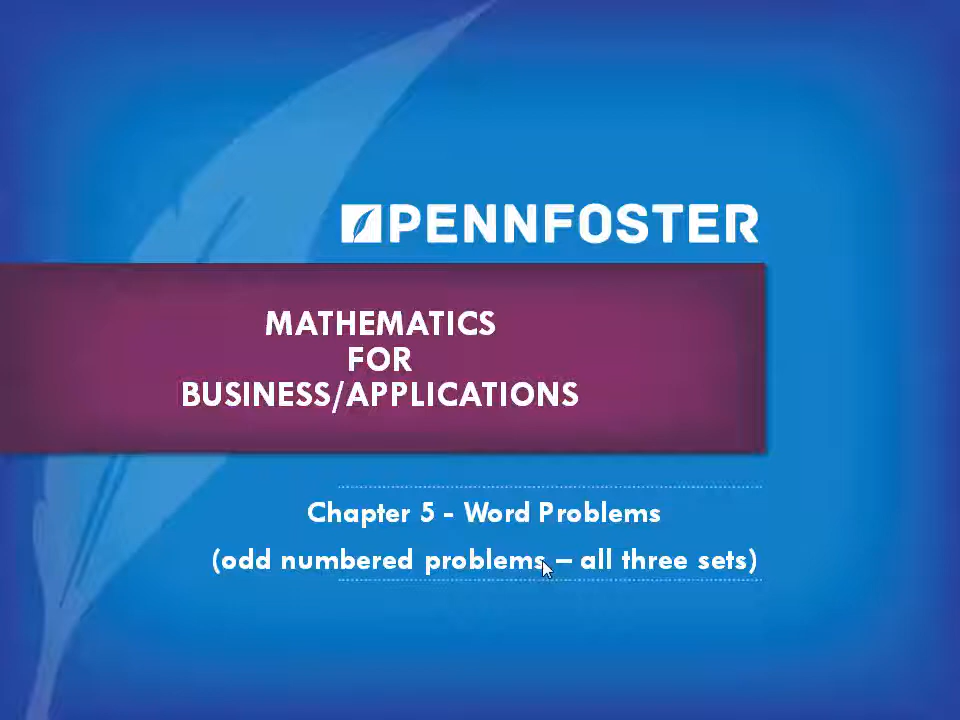 PENNFOSTER
MATHEMATICS
FOR
BUSINESS/APPLICATIONS
Chapter 5 - Word Problems
(odd numbered problems – all three sets)